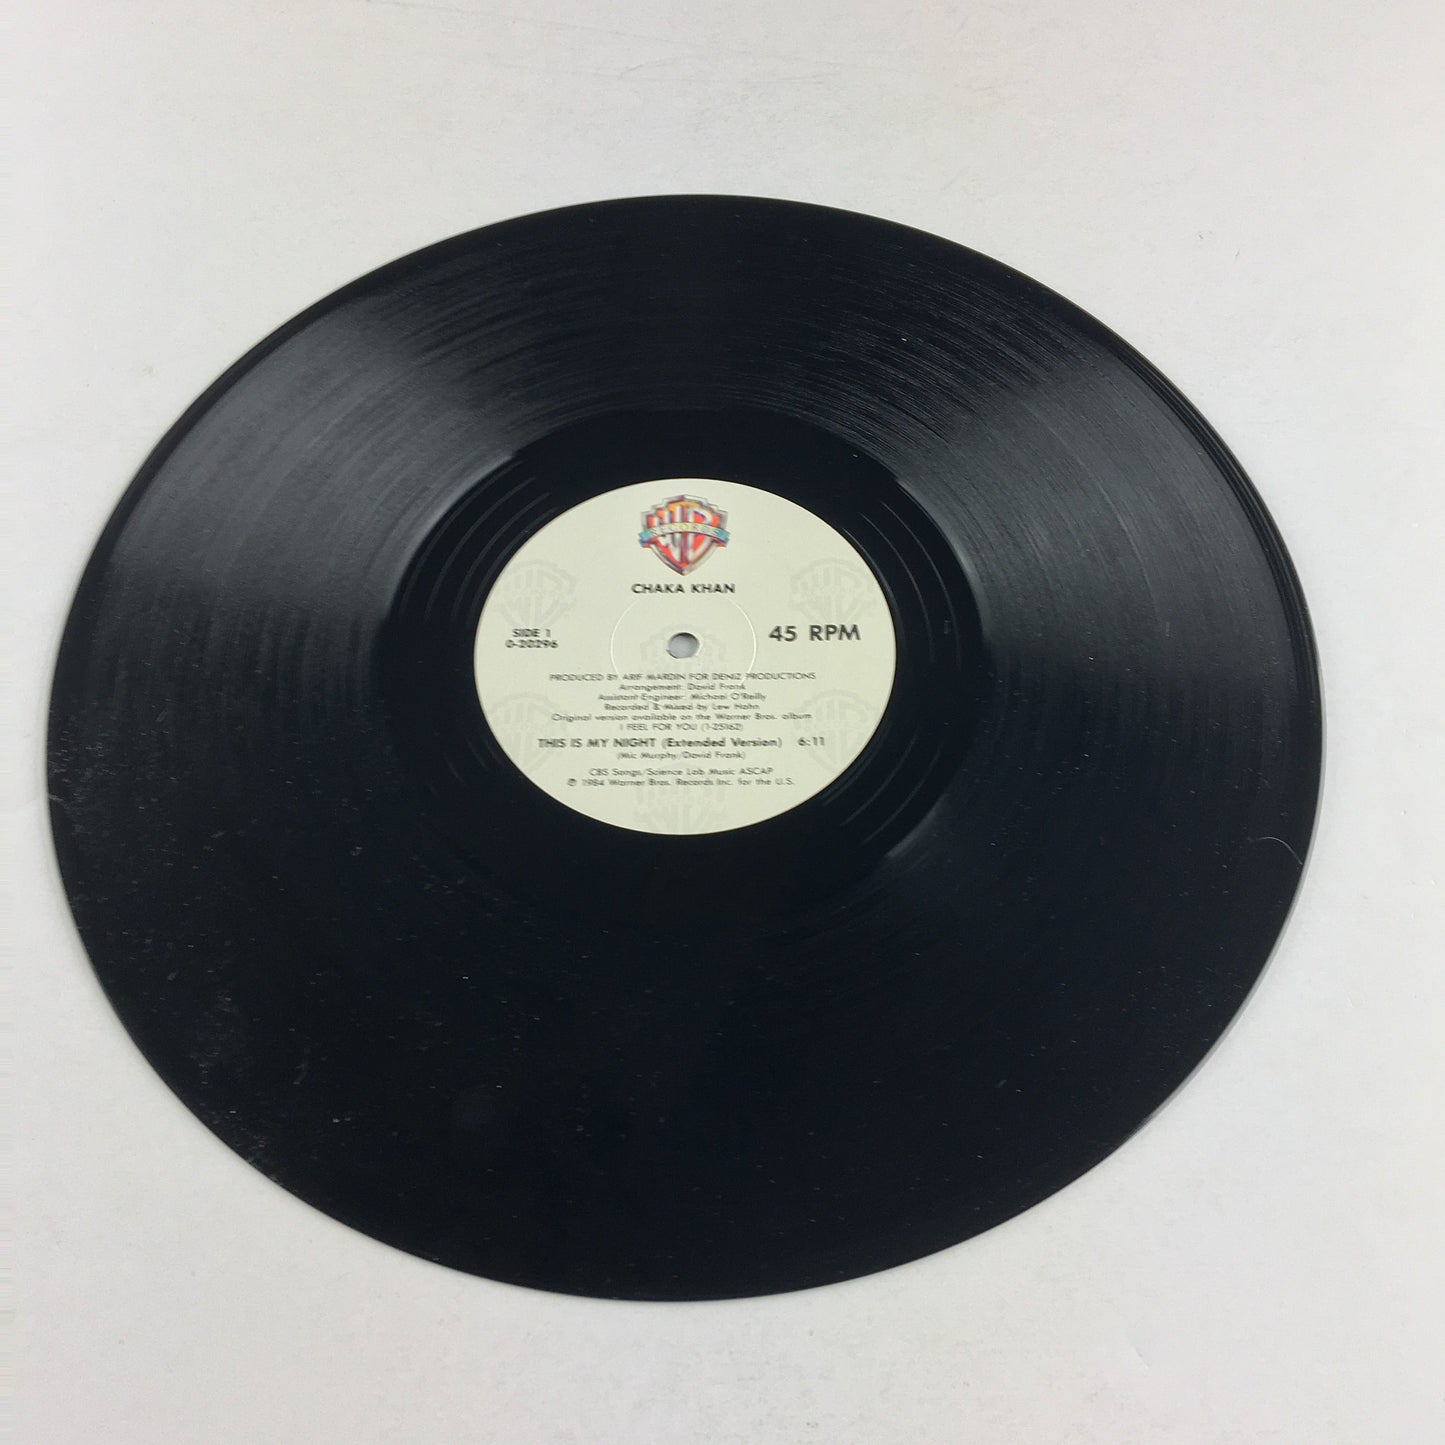 WB
RECORDS
CHAKA KHAN
SIDE 1
0-20296
45 RPM
PRODUCED BY ARIF MARDIN FOR DENIZ PRODUCTIONS
Arrangement: David Frank
Assistant Engineer: Michael O'Reilly
Recorded & Mixed by Lew Hahn
Original version available on the Warner Bros. album
I FEEL FOR YOU (1-25162)
THIS IS MY NIGHT (Extended Version) 6:11
(Mic Murphy/David Frank)
CBS Songs/Science Lab Music ASCAP
℗ 1984 Warner Bros. Records Inc. for the U.S.